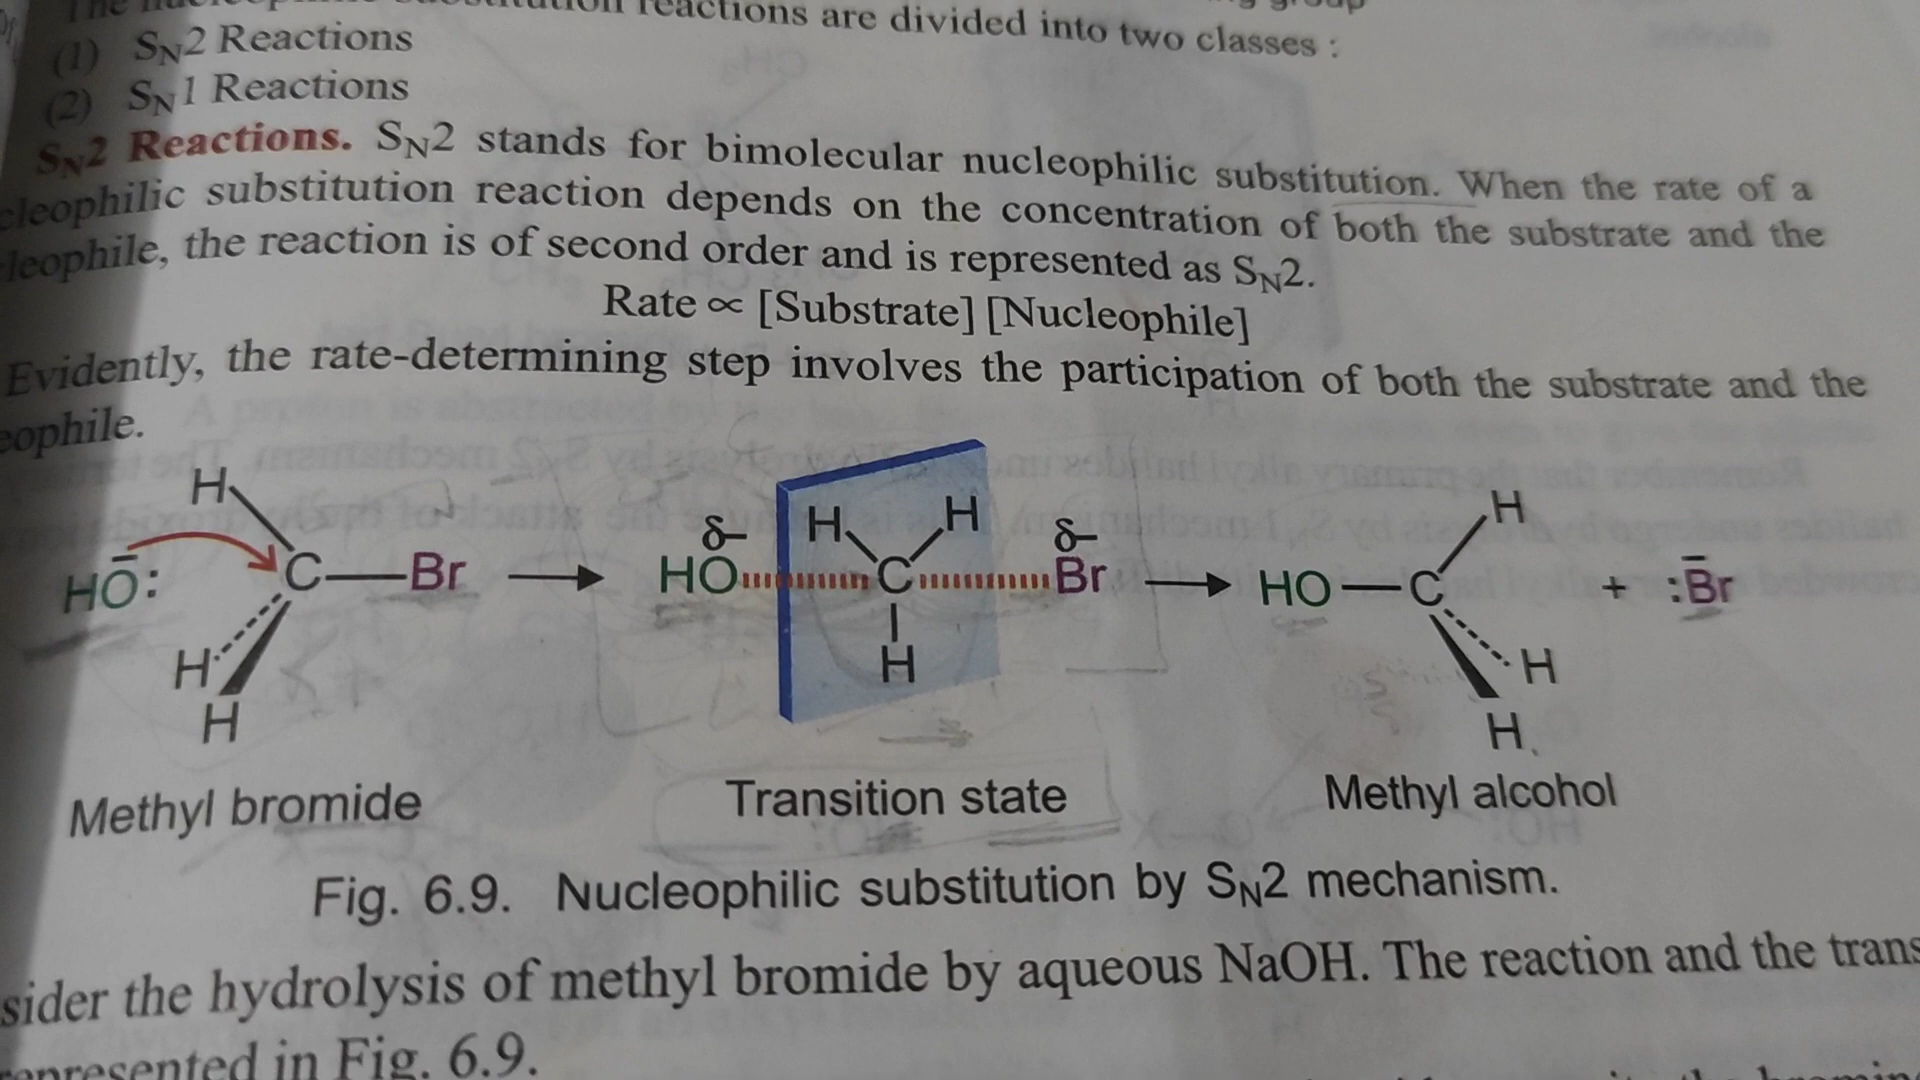 reactions are divided into two classes :
(1) SN2 Reactions
(2) SN1 Reactions
SN2 Reactions. SN2 stands for bimolecular nucleophilic substitution. When the rate of a
cleophilic substitution reaction depends on the concentration of both the substrate and the
leophile, the reaction is of second order and is represented as SN2.
Rate ∝ [Substrate] [Nucleophile]
Evidently, the rate-determining step involves the participation of both the substrate and the
eophile.
H
HŌ: C—Br
H
H
δ- H H δ-
HO C Br
H
H
HO—C + :B̄r
H
H
Methyl bromide Transition state Methyl alcohol
Fig. 6.9. Nucleophilic substitution by SN2 mechanism.
sider the hydrolysis of methyl bromide by aqueous NaOH. The reaction and the trans
epresented in Fig. 6.9.